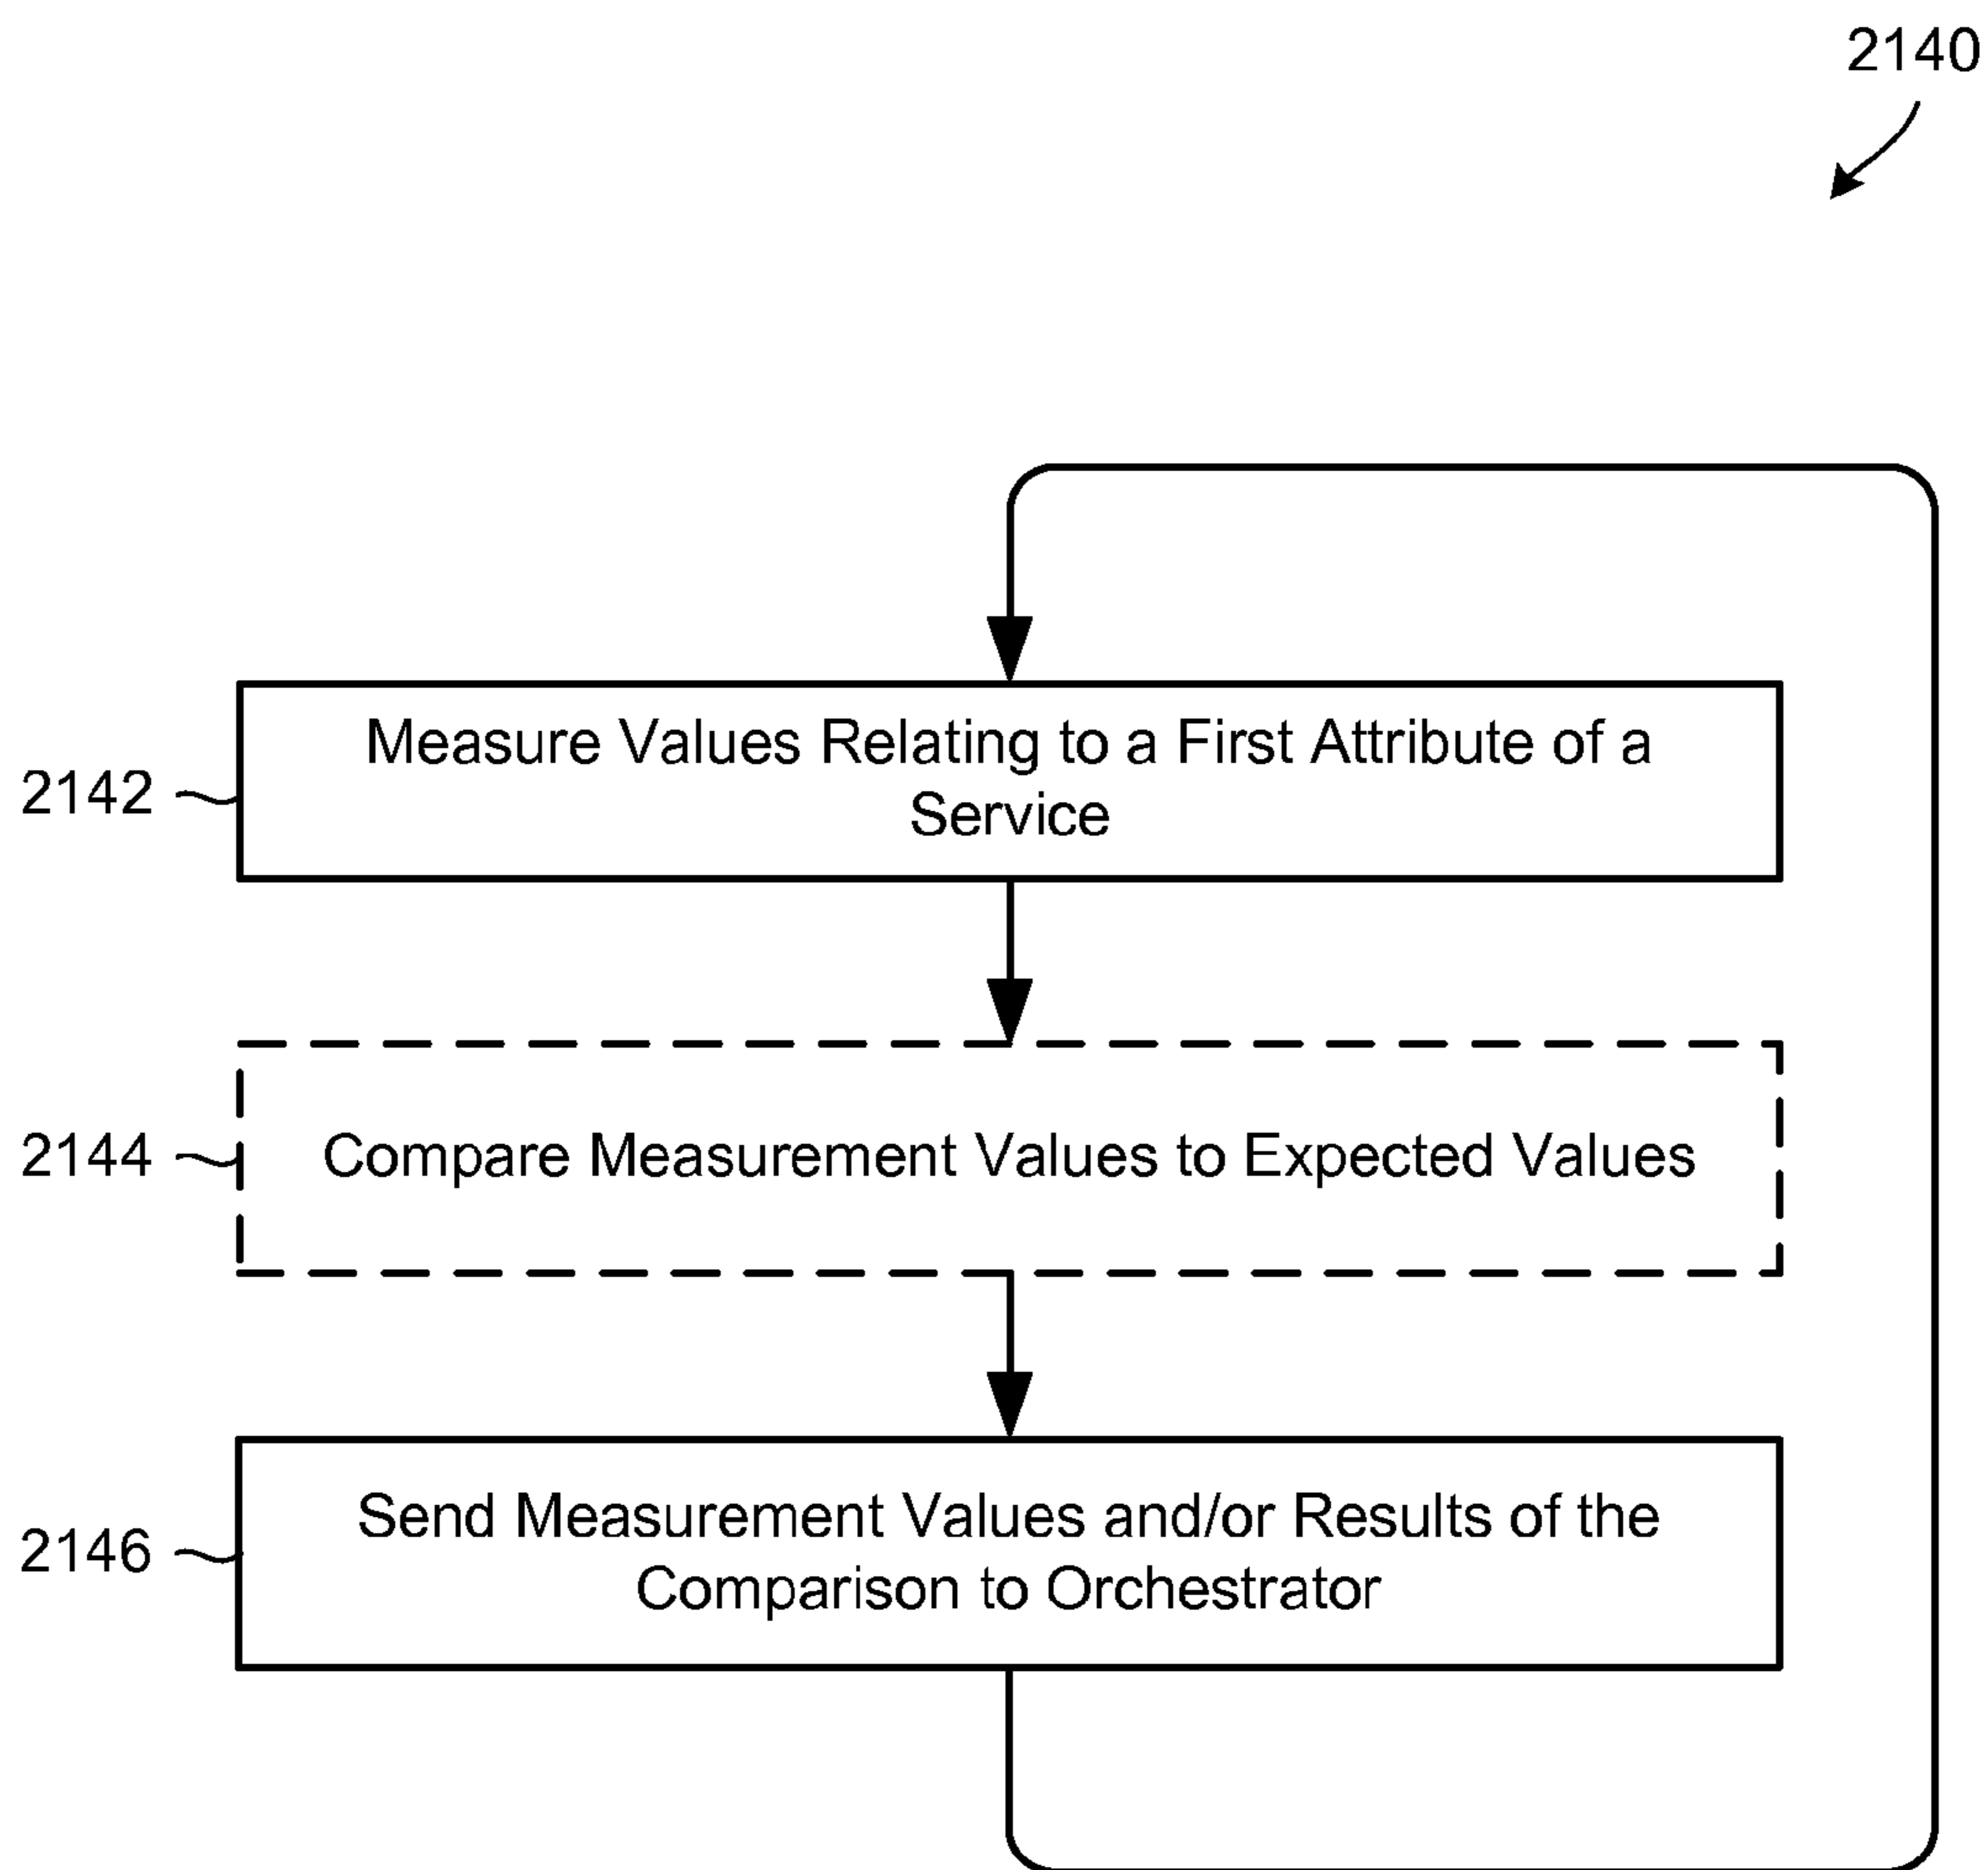 2140
2142
Measure Values Relating to a First Attribute of a
Service
2144
Compare Measurement Values to Expected Values
2146
Send Measurement Values and/or Results of the
Comparison to Orchestrator